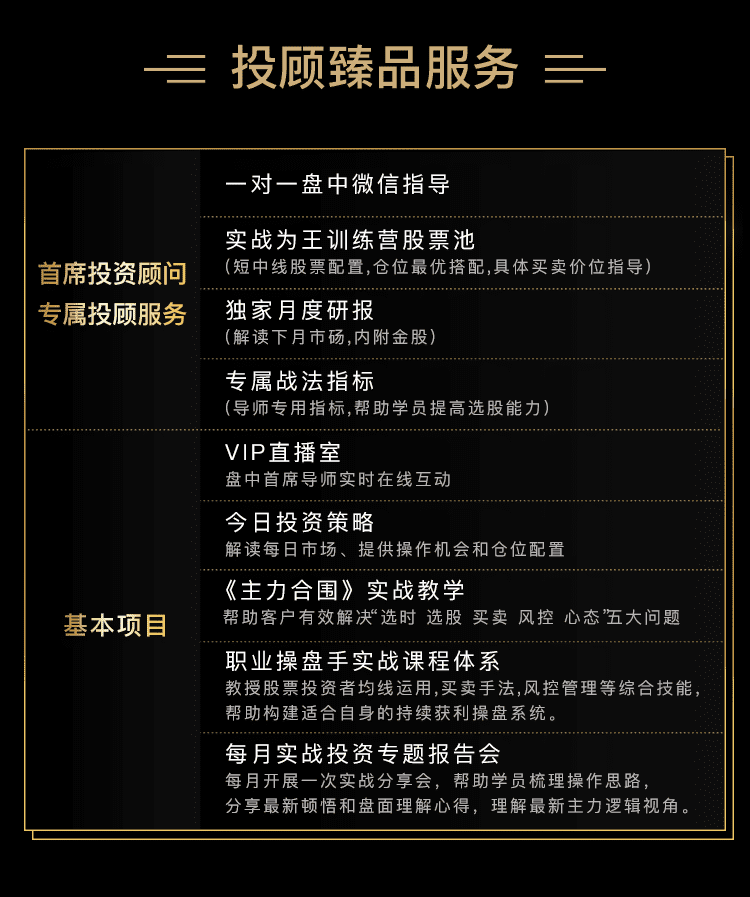 投顾臻品服务
首席投资顾问
专属投顾服务
一对一盘中微信指导
实战为王训练营股票池
(短中线股票配置,仓位最优搭配,具体买卖价位指导)
独家月度研报
(解读下月市场,内附金股)
专属战法指标
(导师专用指标,帮助学员提高选股能力)
基本项目
VIP直播室
盘中首席导师实时在线互动
今日投资策略
解读每日市场、提供操作机会和仓位配置
《主力合围》实战教学
帮助客户有效解决“选时 选股 买卖 风控 心态”五大问题
职业操盘手实战课程体系
教授股票投资者均线运用,买卖手法,风控管理等综合技能,
帮助构建适合自身的持续获利操盘系统。
每月实战投资专题报告会
每月开展一次实战分享会，帮助学员梳理操作思路，
分享最新顿悟和盘面理解心得，理解最新主力逻辑视角。